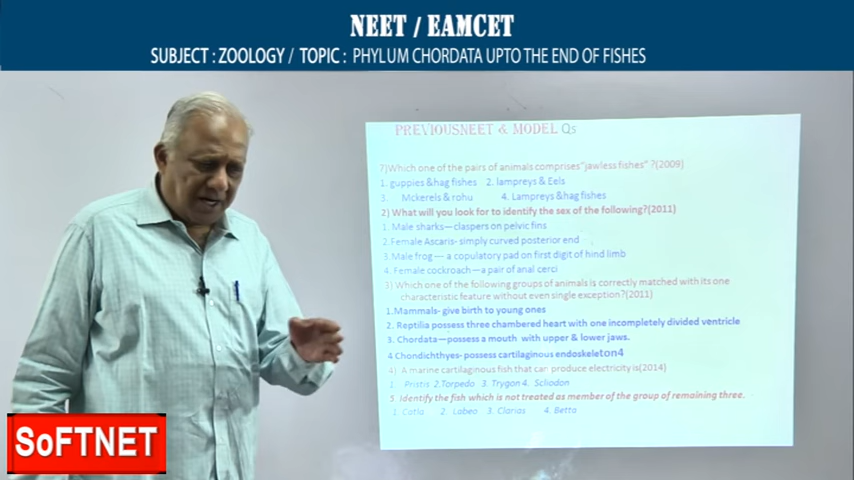 NEET / EAMCET
SUBJECT : ZOOLOGY / TOPIC : PHYLUM CHORDATA UPTO THE END OF FISHES
PREVIOUSNEET & MODEL Qs
?)Which one of the pairs of animals comprises"jawless fishes" ?(2009)
1. guppies &hag fishes 2. lampreys & Eels
3. Mckerels & rohu 4. Lampreys &hag fishes
2) What will you look for to identify the sex of the following?(2011)
1 Male sharks—claspers on pelvic fins
2.Female Ascaris- simply curved posterior end
3.Male frog— a copulatory pad on first digit of hind limb
4. Female cockroach—a pair of anal cerci
3) Which one of the following groups of animals is correctly matched with its one
characteristic feature without even single exception?(2011)
1.Mammals- give birth to young ones
2. Reptilia possess three chambered heart with one incompletely divided ventricle
3. Chordata—possess a mouth with upper & lower jaws.
4.Chondichthyes- possess cartilaginous endoskeleton4
4) A marine cartilaginous fish that can produce electricity is(2014)
1. Pristis 2.Torpedo 3. Trygon 4. Scliodon
5. Identify the fish which is not treated as member of the group of remaining three.
1. Catla 2. Labeo 3. Clarias 4. Betta
SoFTNET